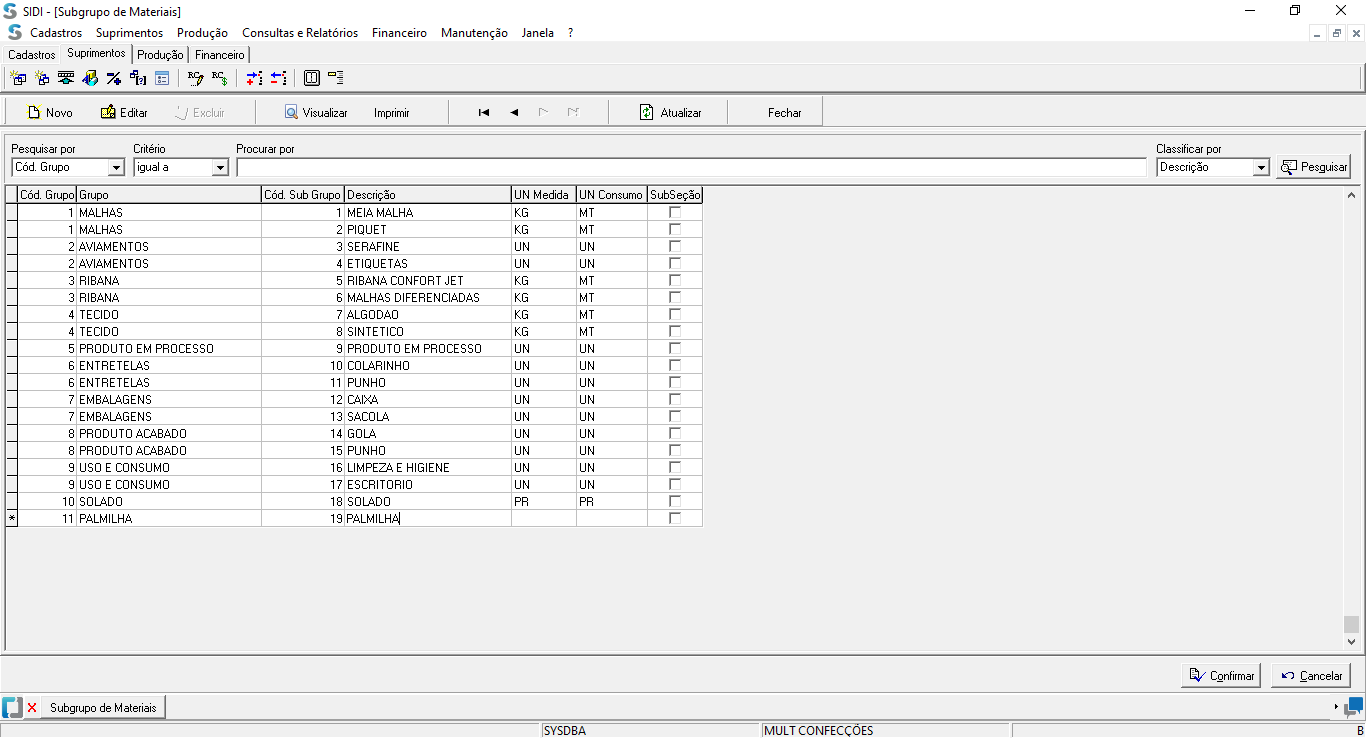 SIDI - [Subgrupo de Materiais]
Cadastros Suprimentos Produção Consultas e Relatórios Financeiro Manutenção Janela ?
Cadastros Suprimentos Produção Financeiro
Novo Editar Excluir Visualizar Imprimir Atualizar Fechar
Pesquisar por Critério Procurar por Classificar por
Cód. Grupo igual a Descrição Pesquisar
Cód. Grupo Grupo Cód. Sub Grupo Descrição UN Medida UN Consumo SubSeção
1 MALHAS 1 MEIA MALHA KG MT
1 MALHAS 2 PIQUET KG MT
2 AVIAMENTOS 3 SERAFINE UN UN
2 AVIAMENTOS 4 ETIQUETAS UN UN
3 RIBANA 5 RIBANA CONFORT JET KG MT
3 RIBANA 6 MALHAS DIFERENCIADAS KG MT
4 TECIDO 7 ALGODAO KG MT
4 TECIDO 8 SINTETICO KG MT
5 PRODUTO EM PROCESSO 9 PRODUTO EM PROCESSO UN UN
6 ENTRETELAS 10 COLARINHO UN UN
6 ENTRETELAS 11 PUNHO UN UN
7 EMBALAGENS 12 CAIXA UN UN
7 EMBALAGENS 13 SACOLA UN UN
8 PRODUTO ACABADO 14 GOLA UN UN
8 PRODUTO ACABADO 15 PUNHO UN UN
9 USO E CONSUMO 16 LIMPEZA E HIGIENE UN UN
9 USO E CONSUMO 17 ESCRITORIO UN UN
10 SOLADO 18 SOLADO PR PR
* 11 PALMILHA 19 PALMILHA
Confirmar Cancelar
Subgrupo de Materiais
SYSDBA MULT CONFECÇÕES B